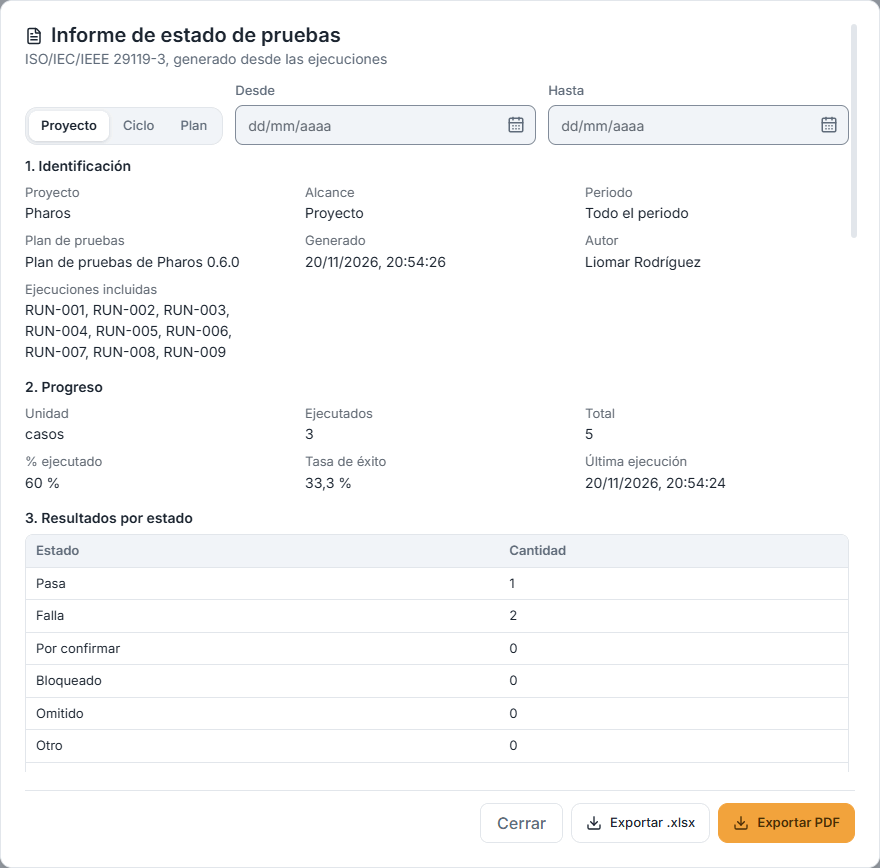 Informe de estado de pruebas
ISO/IEC/IEEE 29119-3, generado desde las ejecuciones
Desde
Hasta
Proyecto
Ciclo
Plan
dd/mm/aaaa
dd/mm/aaaa
1. Identificación
Proyecto
Pharos
Alcance
Proyecto
Periodo
Todo el periodo
Plan de pruebas
Plan de pruebas de Pharos 0.6.0
Generado
20/11/2026, 20:54:26
Autor
Liomar Rodríguez
Ejecuciones incluidas
RUN-001, RUN-002, RUN-003,
RUN-004, RUN-005, RUN-006,
RUN-007, RUN-008, RUN-009
2. Progreso
Unidad
casos
Ejecutados
3
Total
5
% ejecutado
60 %
Tasa de éxito
33,3 %
Última ejecución
20/11/2026, 20:54:24
3. Resultados por estado
Estado Cantidad
Pasa 1
Falla 2
Por confirmar 0
Bloqueado 0
Omitido 0
Otro 0
Cerrar
Exportar .xlsx
Exportar PDF